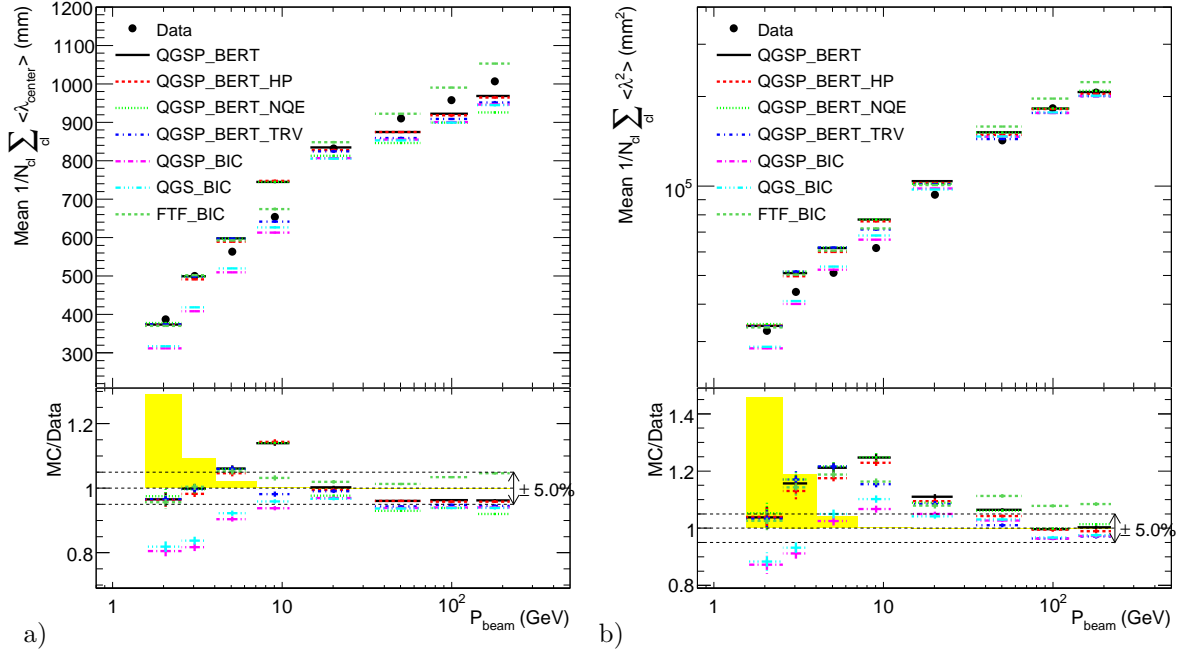 Mean 1/N_cl ∑_cl <λ_center> (mm)
1200
1100
1000
900
800
700
600
500
400
300
Data
QGSP_BERT
QGSP_BERT_HP
QGSP_BERT_NQE
QGSP_BERT_TRV
QGSP_BIC
QGS_BIC
FTF_BIC
MC/Data
1.2
1
0.8
± 5.0%
1 10 10^2
P_beam (GeV)
a)
Mean 1/N_cl ∑_cl <λ^2> (mm^2)
10^5
Data
QGSP_BERT
QGSP_BERT_HP
QGSP_BERT_NQE
QGSP_BERT_TRV
QGSP_BIC
QGS_BIC
FTF_BIC
MC/Data
1.4
1.2
1
0.8
± 5.0%
1 10 10^2
P_beam (GeV)
b)